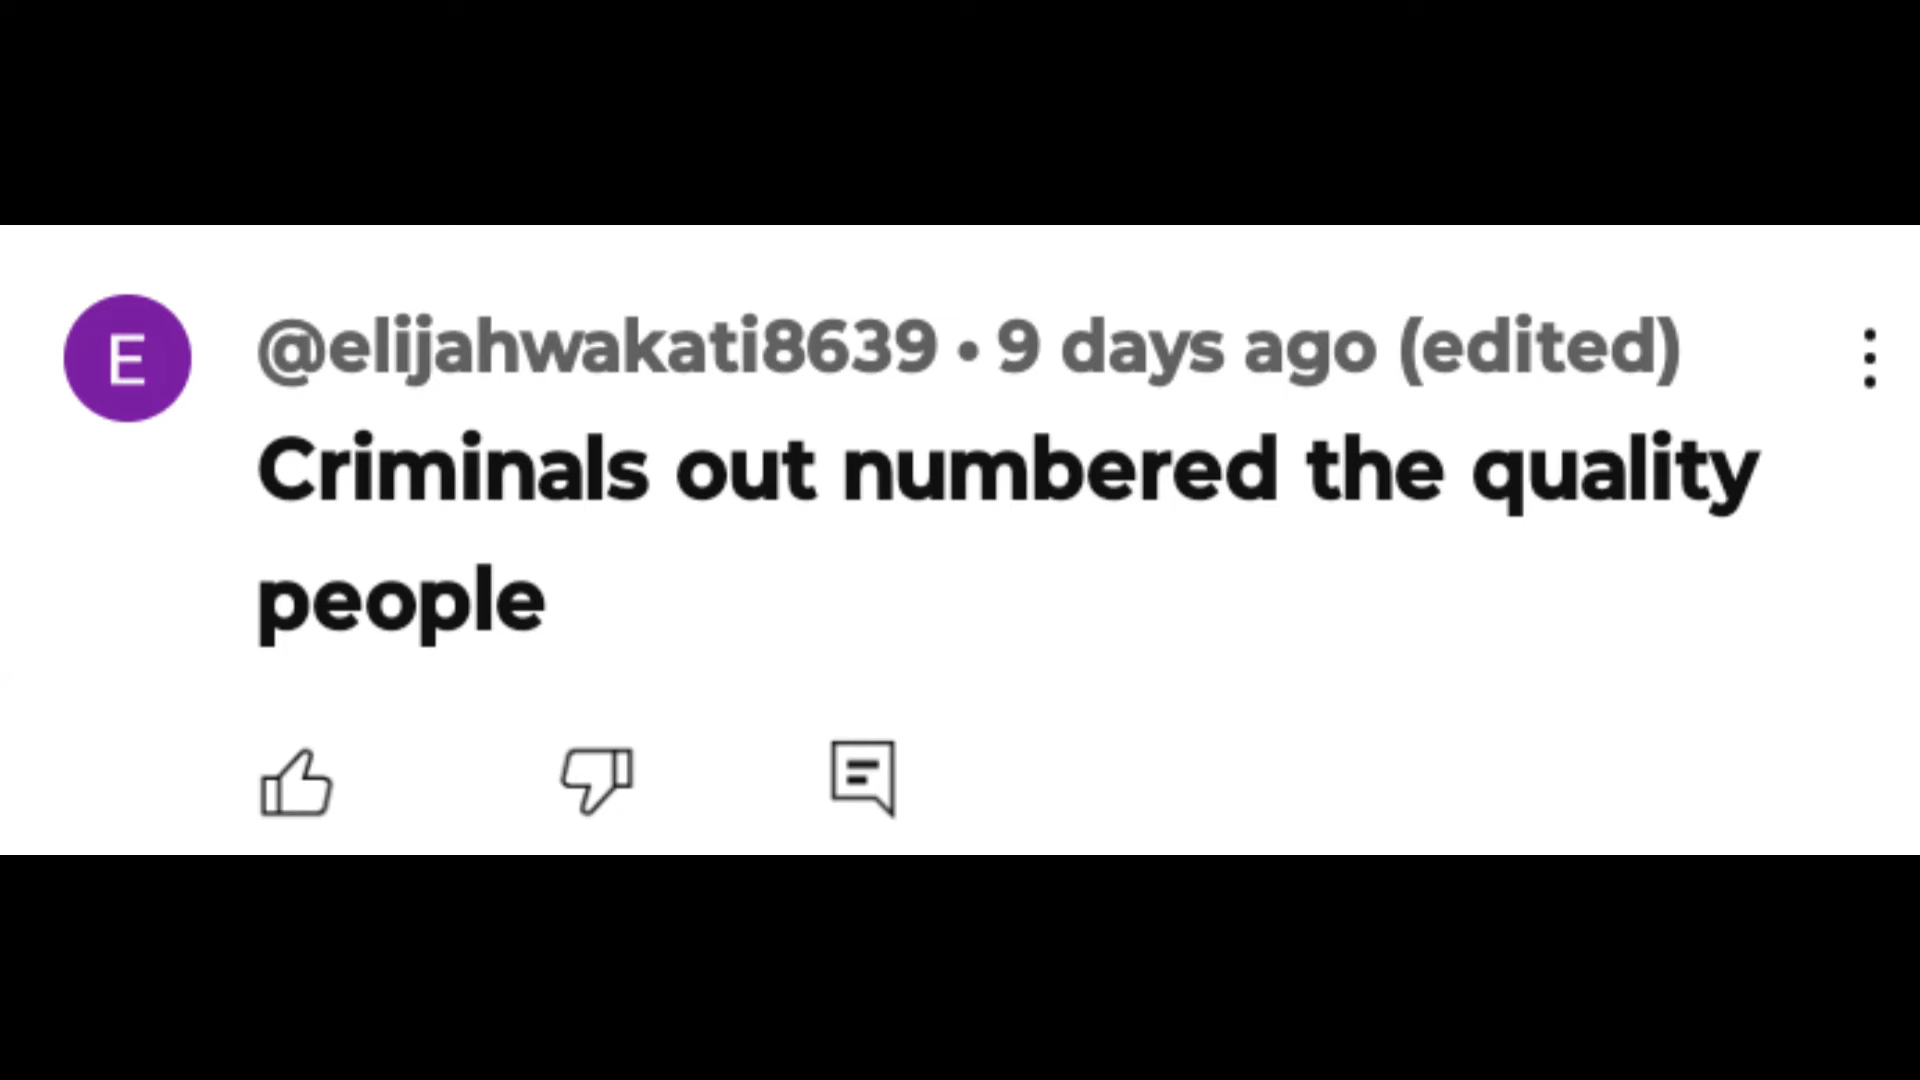 E
@elijahwakati8639 • 9 days ago (edited)
Criminals out numbered the quality
people